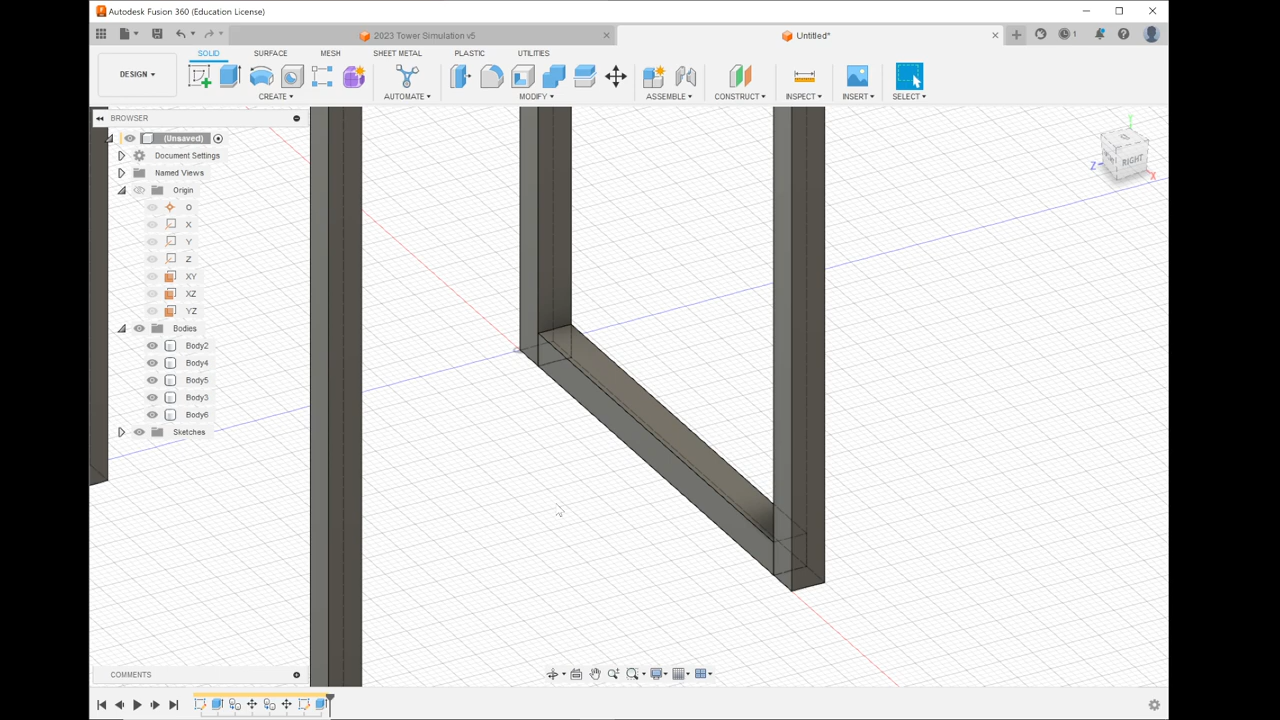 Autodesk Fusion 360 (Education License)
2023 Tower Simulation v5
Untitled*
1
DESIGN
SOLID
SURFACE
MESH
SHEET METAL
PLASTIC
UTILITIES
CREATE
AUTOMATE
MODIFY
ASSEMBLE
CONSTRUCT
INSPECT
INSERT
SELECT
BROWSER
(Unsaved)
Document Settings
Named Views
Origin
O
X
Y
Z
XY
XZ
YZ
Bodies
Body2
Body4
Body5
Body3
Body6
Sketches
Y
RIGHT
Z
X
COMMENTS